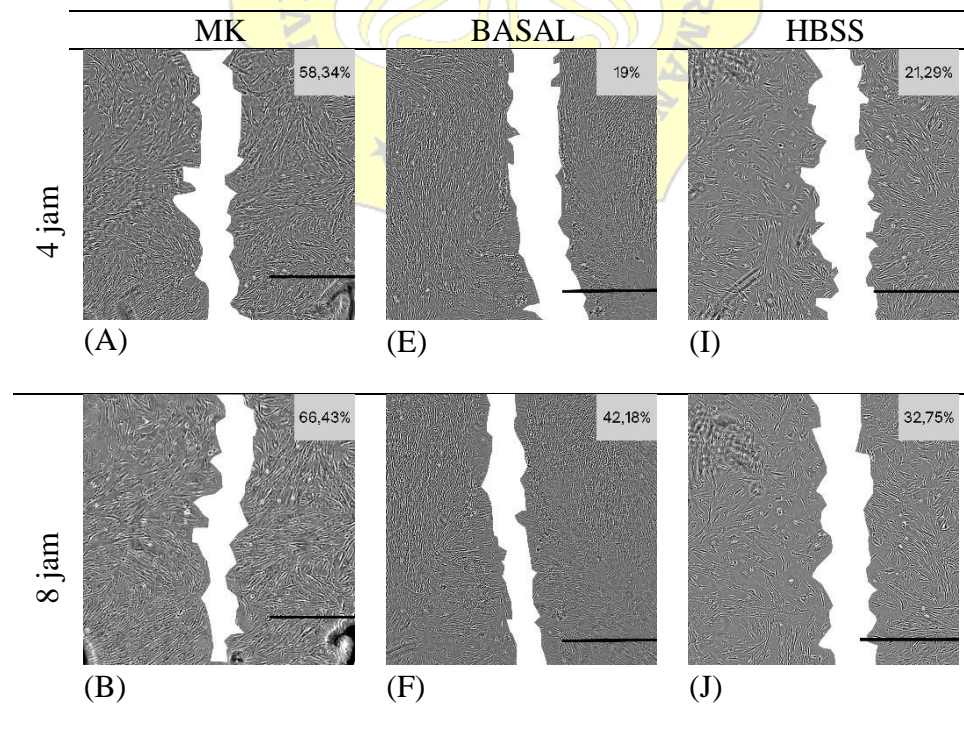 MK BASAL HBSS
4 jam 58,34% 19% 21,29%
(A) (E) (I)
8 jam 66,43% 42,18% 32,75%
(B) (F) (J)